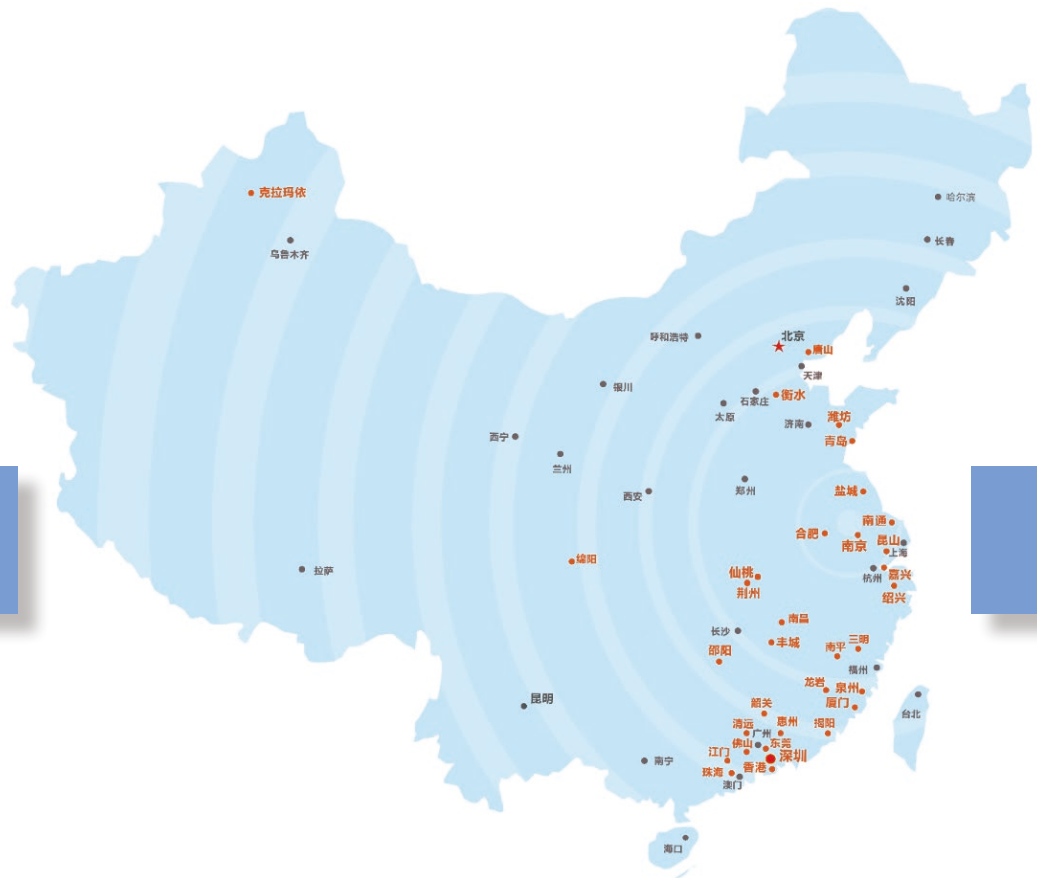 克拉玛依
哈尔滨
长春
乌鲁木齐
沈阳
北京
呼和浩特
唐山
天津
银川
石家庄
衡水
太原
潍坊
济南
青岛
西宁
兰州
西安
郑州
盐城
南通
合肥
南京
昆山
上海
绵阳
拉萨
仙桃
杭州
嘉兴
荆州
绍兴
南昌
长沙
丰城
三明
邵阳
南平
福州
龙岩
泉州
昆明
韶关
厦门
台北
清远
广州
惠州
揭阳
佛山
东莞
江门
深圳
南宁
珠海
香港
澳门
海口